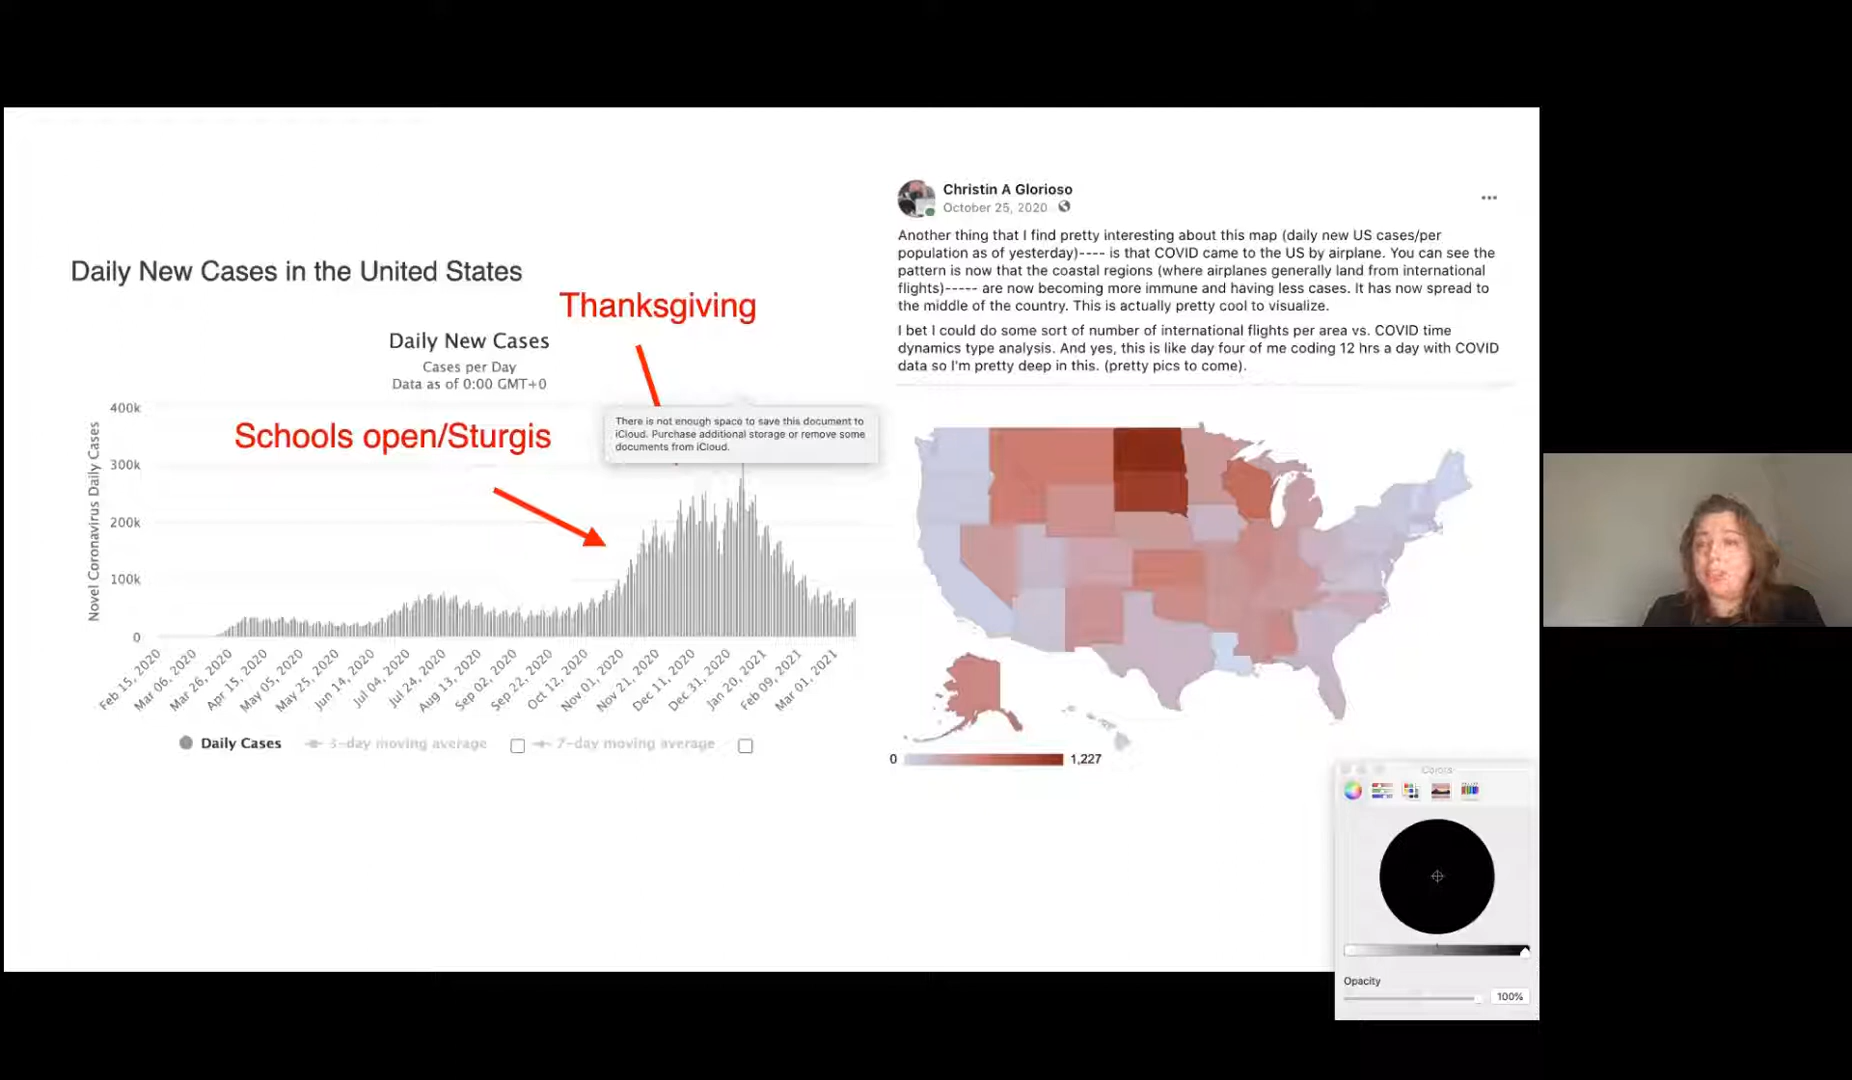 Daily New Cases in the United States
Thanksgiving
Daily New Cases
Cases per Day
Data as of 0:00 GMT+0
Schools open/Sturgis
There is not enough space to save this document to
iCloud. Purchase additional storage or remove some
documents from iCloud.
Novel Coronavirus Daily Cases
400k
300k
200k
100k
0
Feb 15, 2020
Mar 06, 2020
Mar 26, 2020
Apr 15, 2020
May 05, 2020
May 25, 2020
Jun 14, 2020
Jul 04, 2020
Jul 24, 2020
Aug 13, 2020
Sep 02, 2020
Sep 22, 2020
Oct 12, 2020
Nov 01, 2020
Nov 21, 2020
Dec 11, 2020
Dec 31, 2020
Jan 20, 2021
Feb 09, 2021
Mar 01, 2021
Daily Cases
3-day moving average
7-day moving average
Christin A Glorioso
October 25, 2020
Another thing that I find pretty interesting about this map (daily new US cases/per
population as of yesterday)---- is that COVID came to the US by airplane. You can see the
pattern is now that the coastal regions (where airplanes generally land from international
flights)----- are now becoming more immune and having less cases. It has now spread to
the middle of the country. This is actually pretty cool to visualize.
I bet I could do some sort of number of international flights per area vs. COVID time
dynamics type analysis. And yes, this is like day four of me coding 12 hrs a day with COVID
data so I'm pretty deep in this. (pretty pics to come).
0
1,227
Colors
Opacity
100%